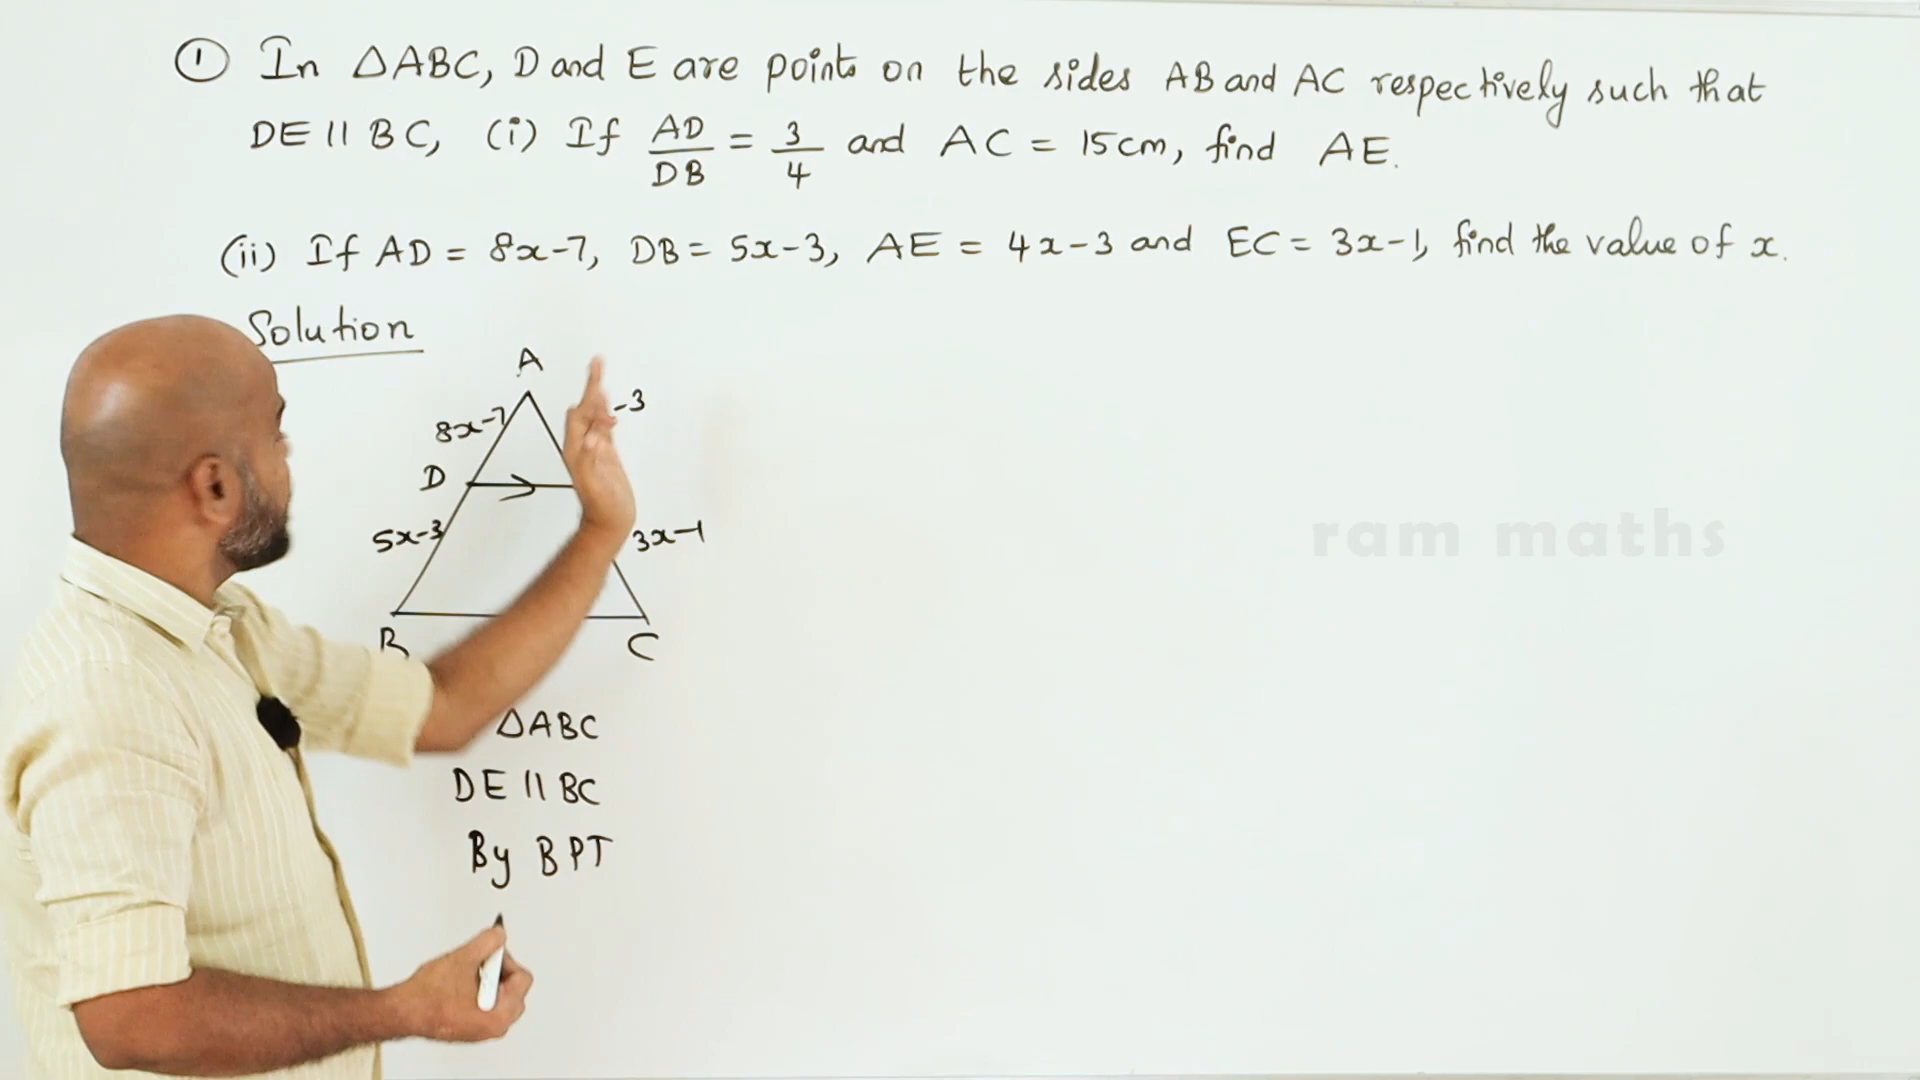 ① In △ABC, D and E are points on the sides AB and AC respectively such that
DE || BC, (i) If AD/DB = 3/4 and AC = 15cm, find AE.
(ii) If AD = 8x-7, DB = 5x-3, AE = 4x-3 and EC = 3x-1, find the value of x.
Solution
A
8x-7
-3
D
5x-3
3x-1
B
C
△ABC
DE || BC
By BPT
ram maths